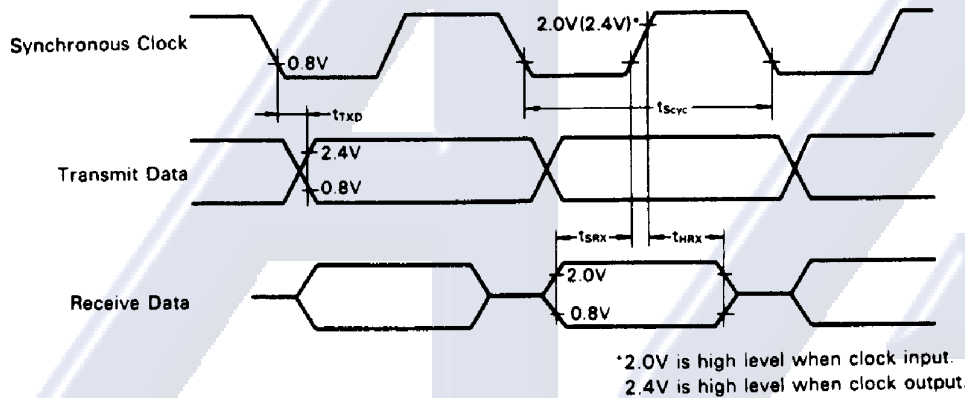 2.0V(2.4V)*
Synchronous Clock
0.8V
tScyc
tTXD
2.4V
Transmit Data
0.8V
tSRX
tHRX
2.0V
Receive Data
0.8V
*2.0V is high level when clock input.
2.4V is high level when clock output.